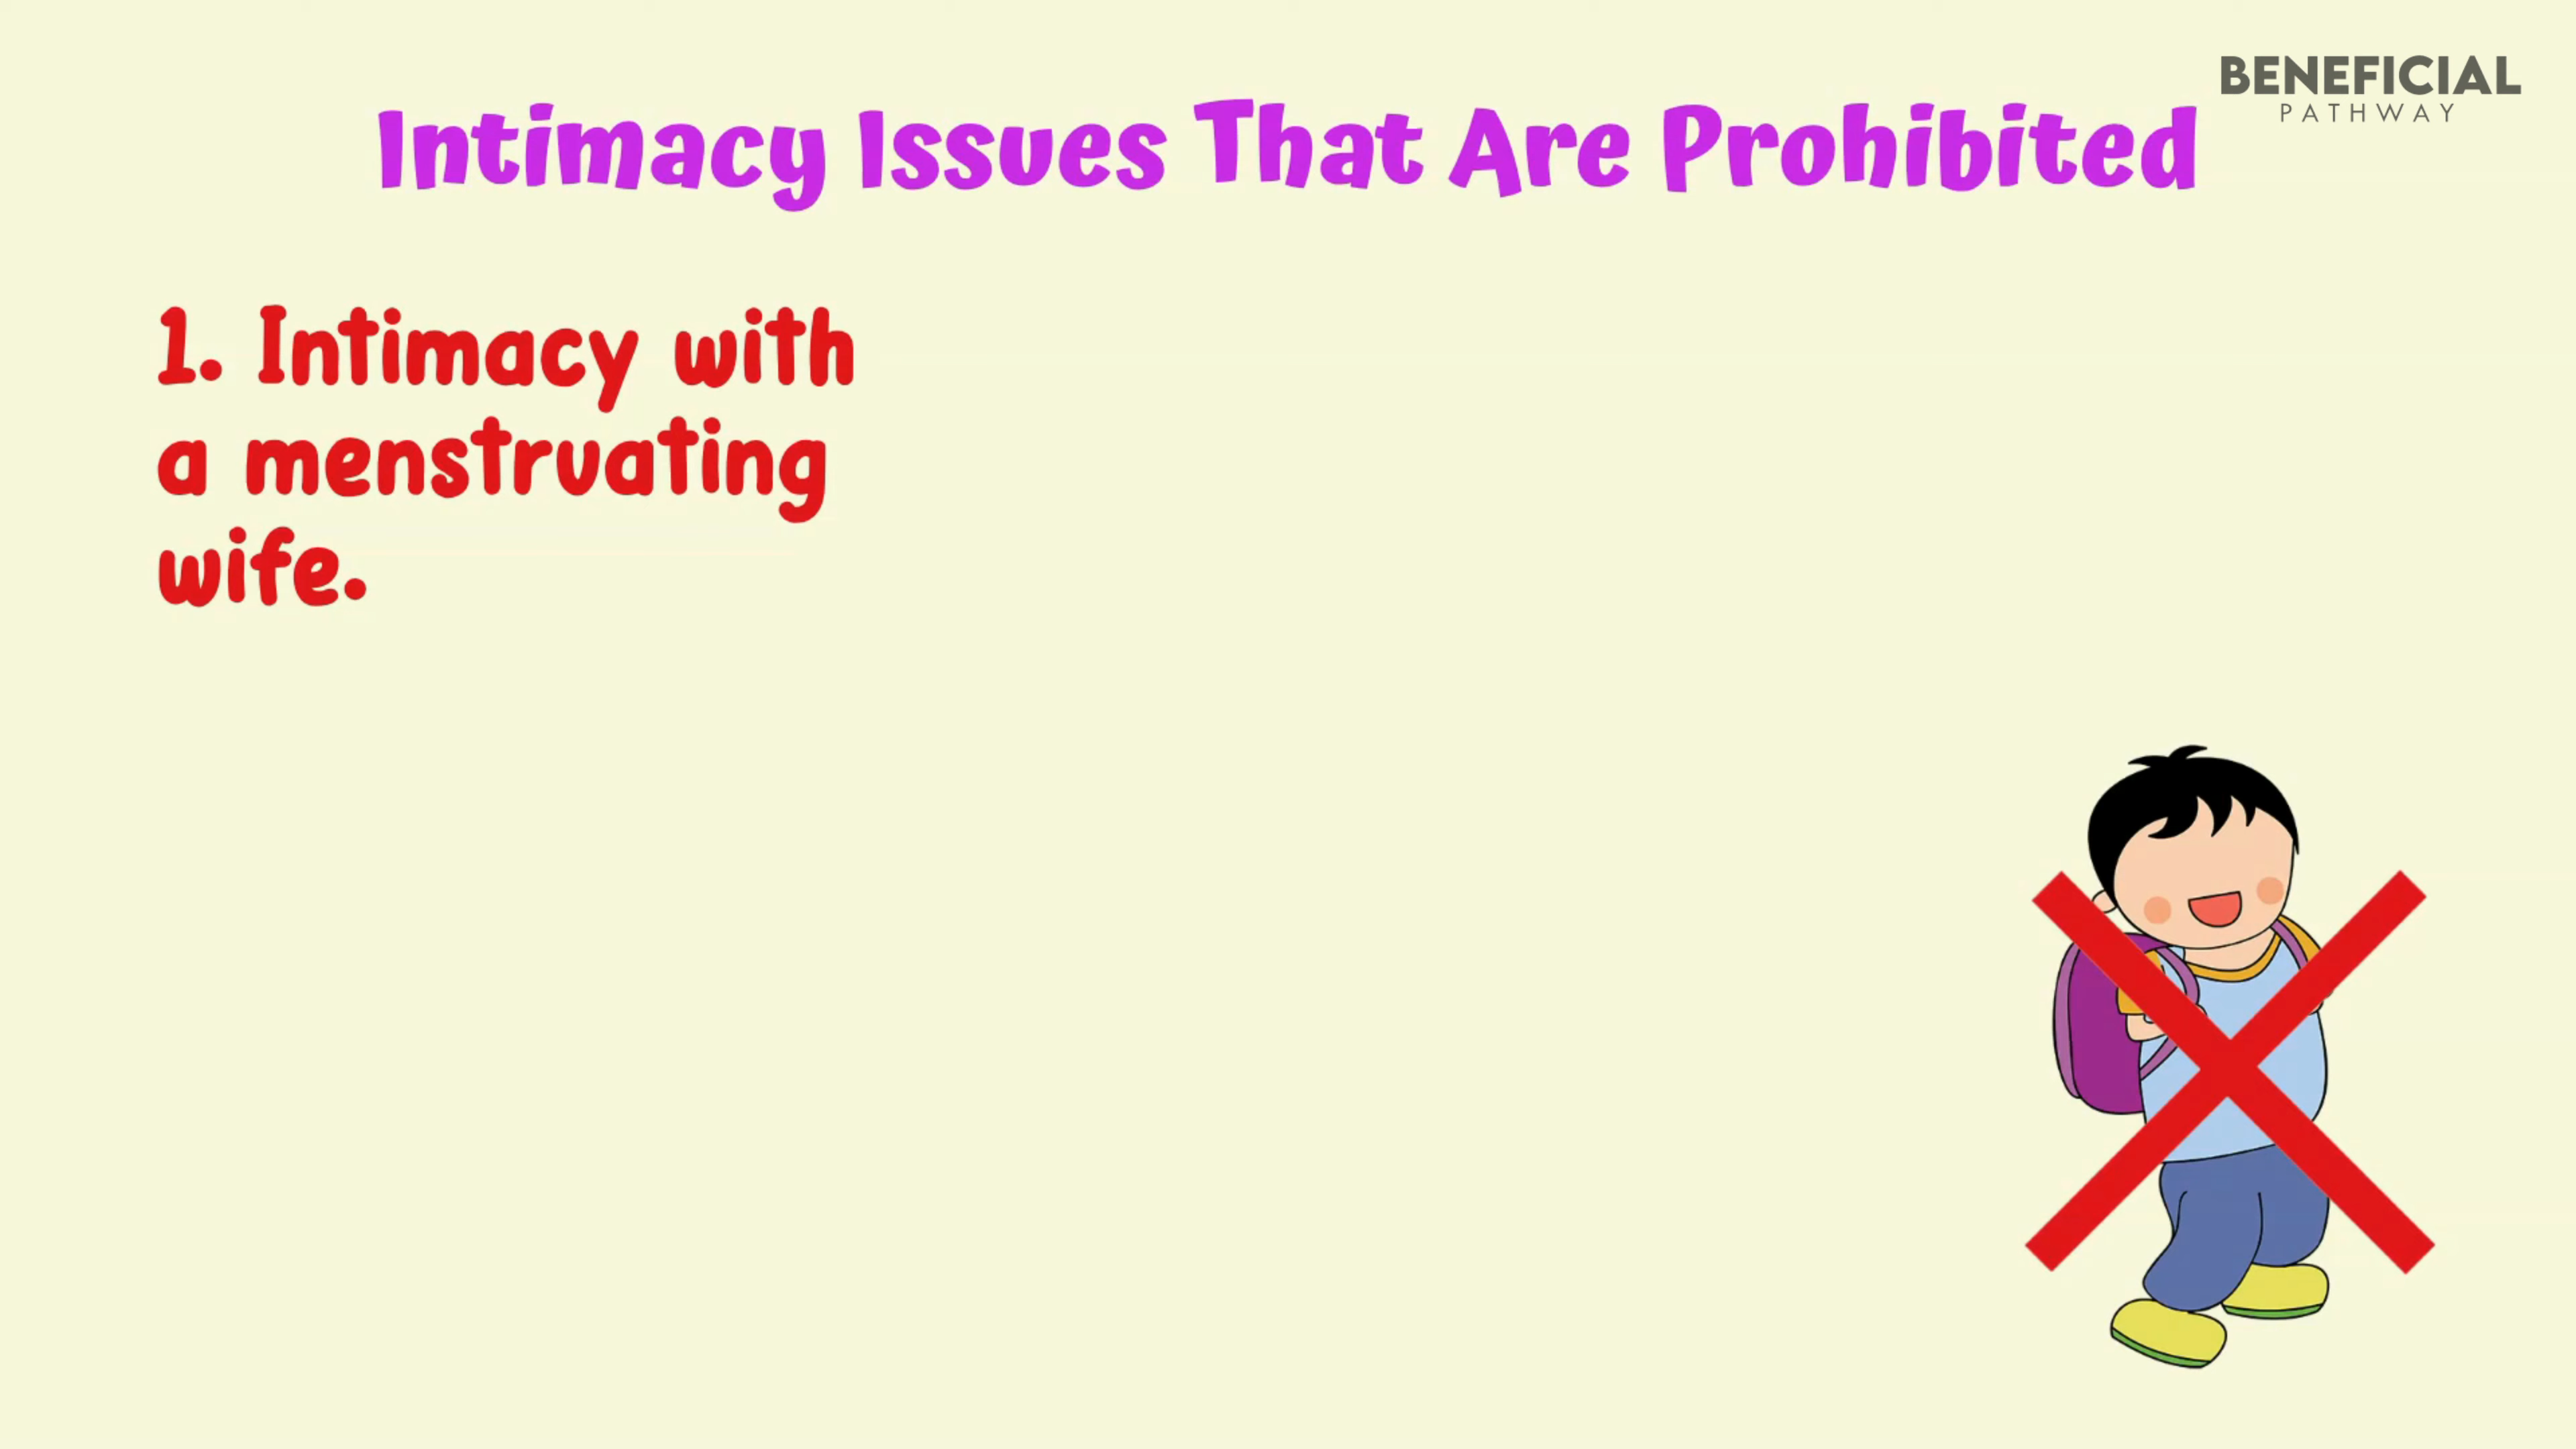 BENEFICIAL
PATHWAY
Intimacy Issues That Are Prohibited
1. Intimacy with
a menstruating
wife.